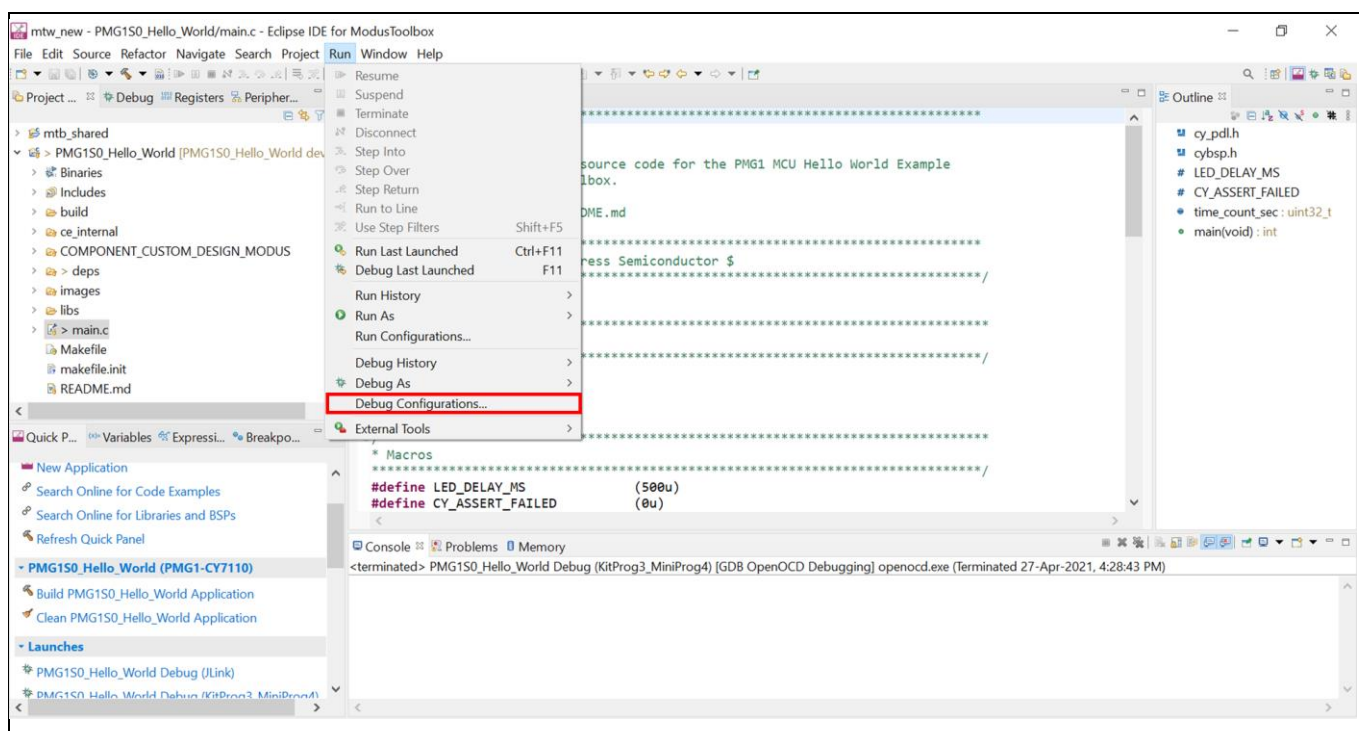 mtw_new - PMG1S0_Hello_World/main.c - Eclipse IDE for ModusToolbox
File Edit Source Refactor Navigate Search Project Run Window Help
Project ... Debug Registers Peripher...
mtb_shared
> PMG1S0_Hello_World [PMG1S0_Hello_World dev
Binaries
Includes
build
ce_internal
COMPONENT_CUSTOM_DESIGN_MODUS
> deps
images
libs
> main.c
Makefile
makefile.init
README.md
Resume
Suspend
Terminate
Disconnect
Step Into
Step Over
Step Return
Run to Line
Use Step Filters Shift+F5
Run Last Launched Ctrl+F11
Debug Last Launched F11
Run History
Run As
Run Configurations...
Debug History
Debug As
Debug Configurations...
External Tools
source code for the PMG1 MCU Hello World Example
lbox.
DME.md
ress Semiconductor $
* Macros
#define LED_DELAY_MS (500u)
#define CY_ASSERT_FAILED (0u)
Outline
cy_pdl.h
cybsp.h
LED_DELAY_MS
CY_ASSERT_FAILED
time_count_sec : uint32_t
main(void) : int
Quick P... Variables Expressi... Breakpo...
New Application
Search Online for Code Examples
Search Online for Libraries and BSPs
Refresh Quick Panel
PMG1S0_Hello_World (PMG1-CY7110)
Build PMG1S0_Hello_World Application
Clean PMG1S0_Hello_World Application
Launches
PMG1S0_Hello_World Debug (JLink)
PMG1S0_Hello_World Debug (KitProg3_MiniProg4)
Console Problems Memory
<terminated> PMG1S0_Hello_World Debug (KitProg3_MiniProg4) [GDB OpenOCD Debugging] openocd.exe (Terminated 27-Apr-2021, 4:28:43 PM)